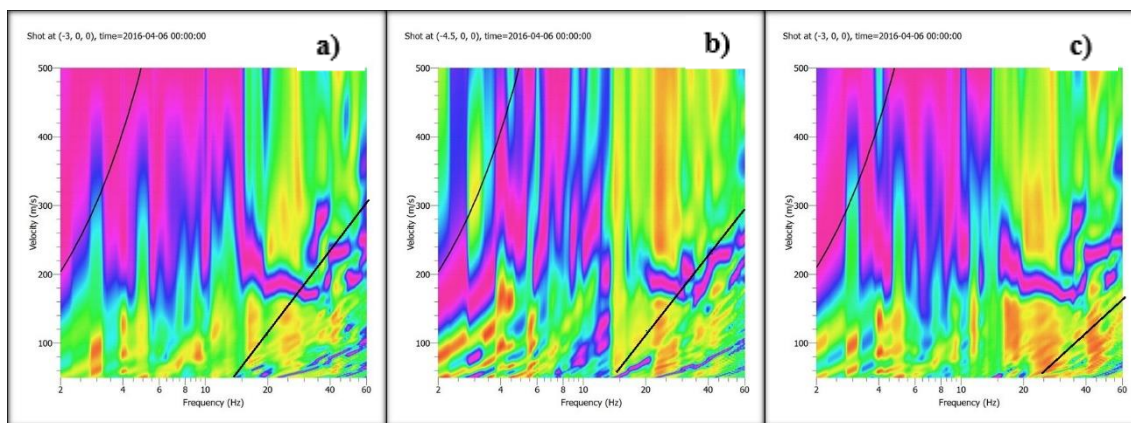 Shot at (-3, 0, 0), time=2016-04-06 00:00:00
a)
500
400
300
200
100
Velocity (m/s)
2 4 6 8 10 20 40 60
Frequency (Hz)
Shot at (-4.5, 0, 0), time=2016-04-06 00:00:00
b)
500
400
300
200
100
Velocity (m/s)
2 4 6 8 10 20 40 60
Frequency (Hz)
Shot at (-3, 0, 0), time=2016-04-06 00:00:00
c)
500
400
300
200
100
Velocity (m/s)
2 4 6 8 10 20 40 60
Frequency (Hz)